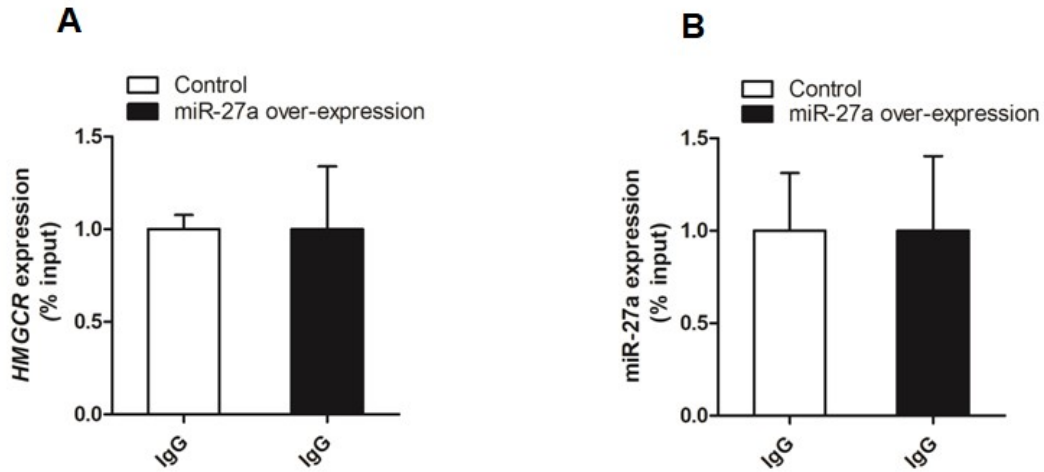 A
Control
miR-27a over-expression
HMGCR expression
(% input)
1.5
1.0
0.5
0.0
IgG
IgG
B
Control
miR-27a over-expression
miR-27a expression
(% input)
1.5
1.0
0.5
0.0
IgG
IgG